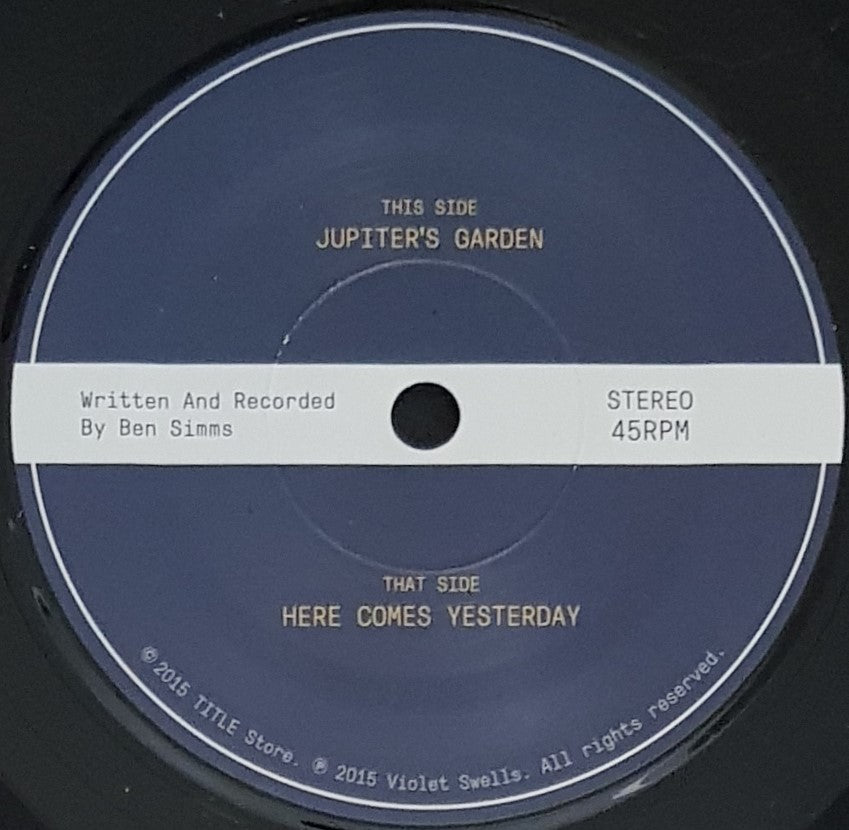 THIS SIDE
JUPITER'S GARDEN
Written And Recorded
By Ben Simms
STEREO
45RPM
THAT SIDE
HERE COMES YESTERDAY
© 2015 TITLE Store. ℗ 2015 Violet Swells. All rights reserved.